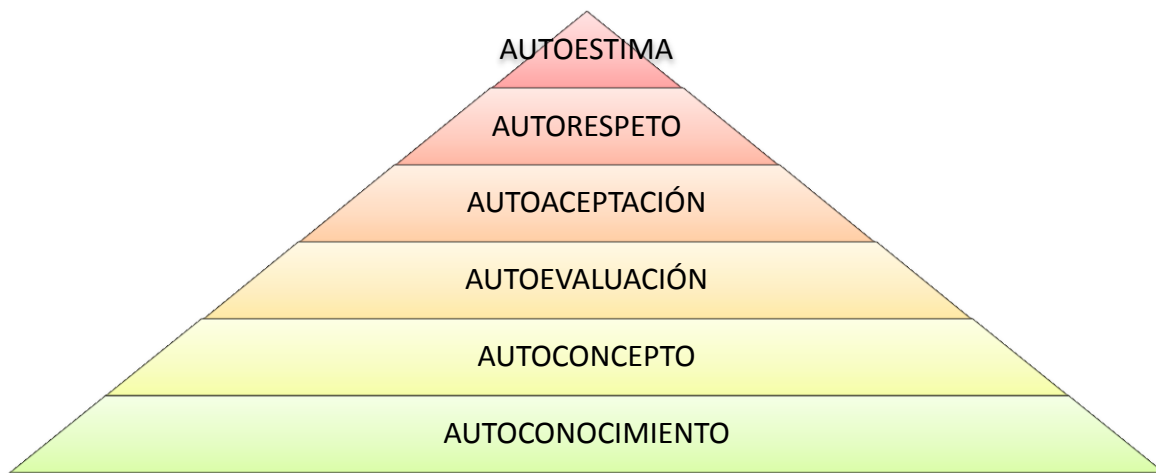 AUTOESTIMA
AUTORESPETO
AUTOACEPTACIÓN
AUTOEVALUACIÓN
AUTOCONCEPTO
AUTOCONOCIMIENTO